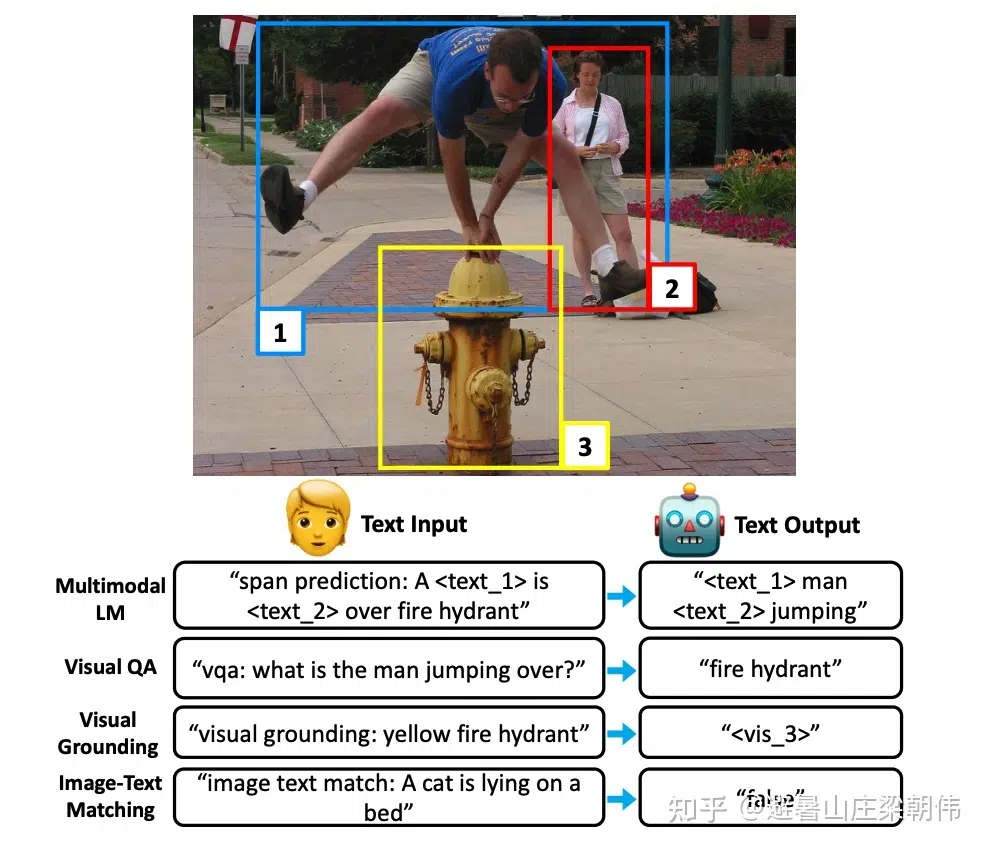 1
2
3
Text Input
Text Output
Multimodal
LM
“span prediction: A <text_1> is
<text_2> over fire hydrant”
“<text_1> man
<text_2> jumping”
Visual QA
“vqa: what is the man jumping over?”
“fire hydrant”
Visual
Grounding
“visual grounding: yellow fire hydrant”
“<vis_3>”
Image-Text
Matching
“image text match: A cat is lying on a
bed”
“false”
知乎 @避暑山庄梁朝伟